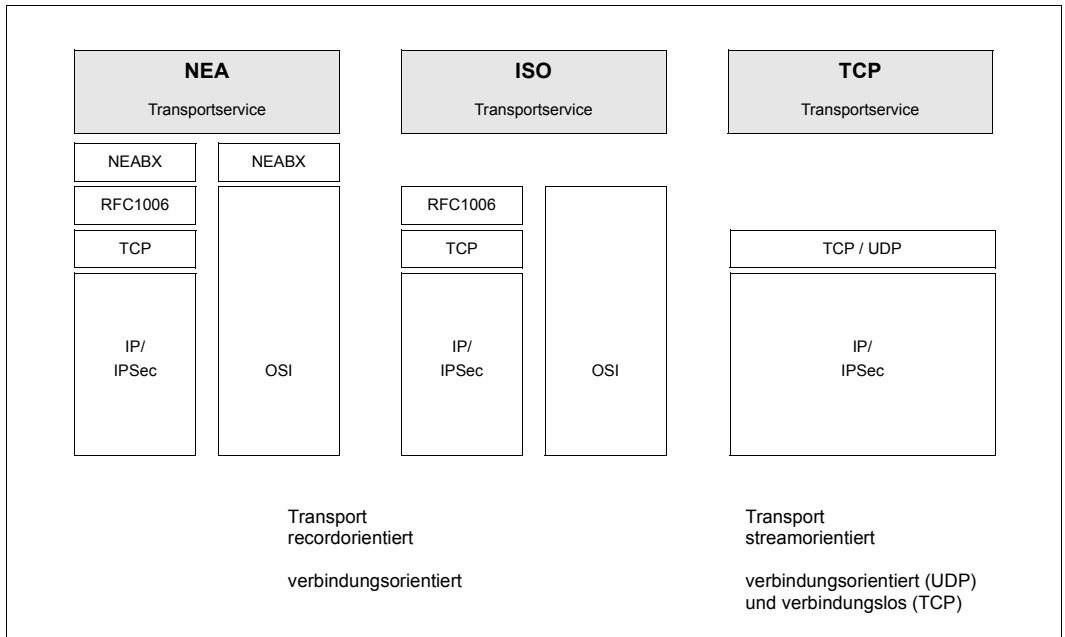 NEA
Transportservice
ISO
Transportservice
TCP
Transportservice
NEABX
NEABX
RFC1006
RFC1006
TCP
TCP
TCP / UDP
IP/
IPSec
OSI
IP/
IPSec
OSI
IP/
IPSec
Transport
recordorientiert
verbindungsorientiert
Transport
streamorientiert
verbindungsorientiert (UDP)
und verbindungslos (TCP)